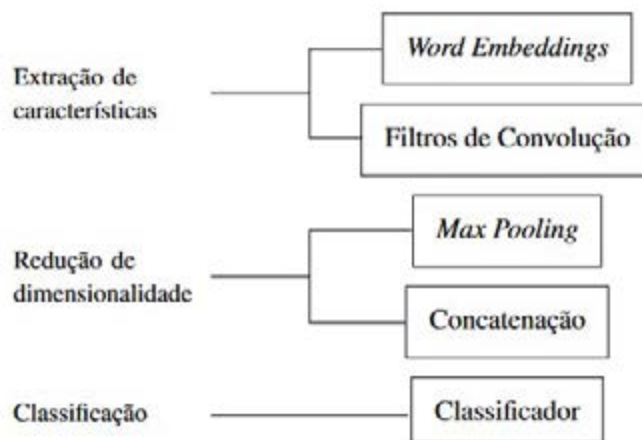 Word Embeddings
Extração de
características
Filtros de Convolução
Max Pooling
Redução de
dimensionalidade
Concatenação
Classificação
Classificador